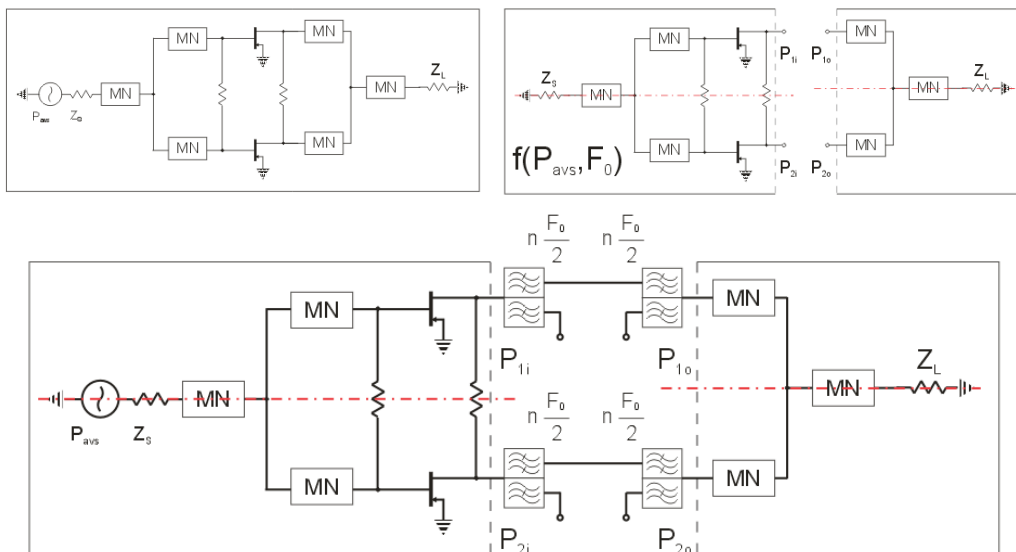 MN
MN
MN
MN
MN
MN
P_avs
Z_0
Z_L
MN
MN
MN
MN
MN
MN
Z_S
Z_L
P_1i
P_1o
P_2i
P_2o
f(P_avs,F_0)
n F_0/2
n F_0/2
MN
MN
MN
MN
MN
MN
P_1i
P_1o
Z_L
P_avs
Z_S
n F_0/2
n F_0/2
P_2i
P_2o